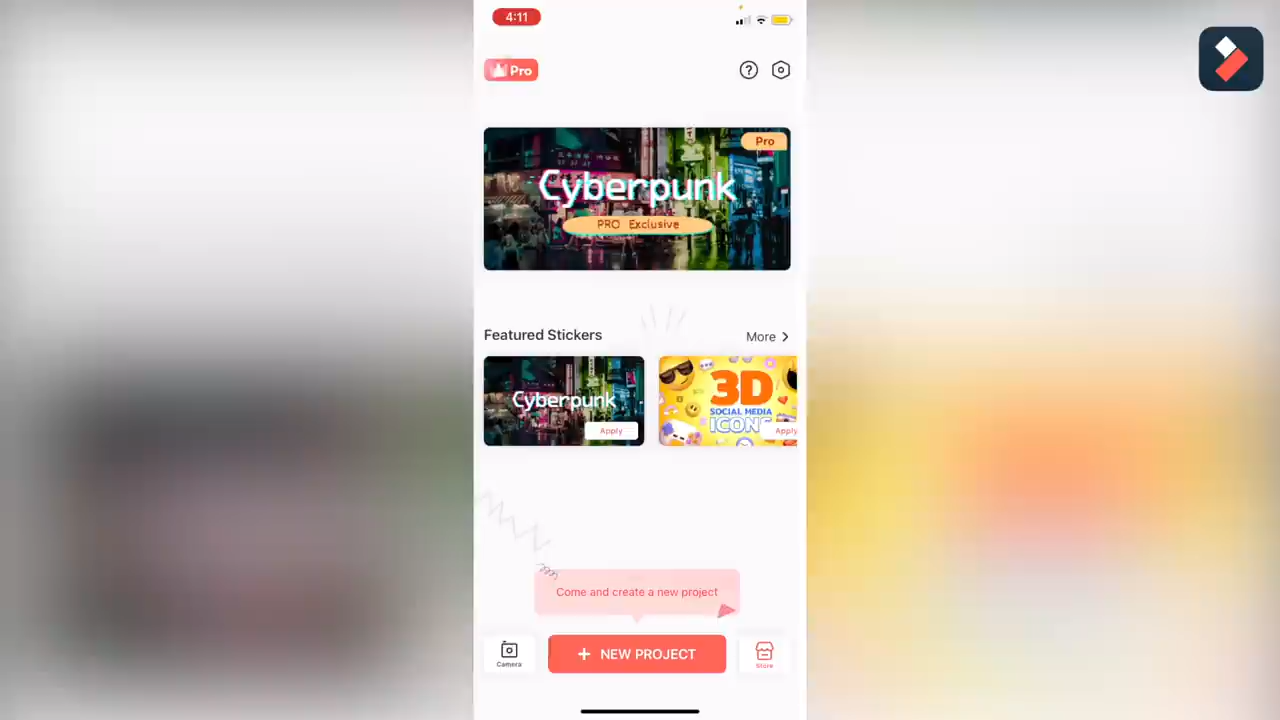 4:11
Pro
Pro
Cyberpunk
PRO Exclusive
Featured Stickers
More
Cyberpunk
Apply
3D
SOCIAL MEDIA
ICONS
Apply
Come and create a new project
Camera
+ NEW PROJECT
Store